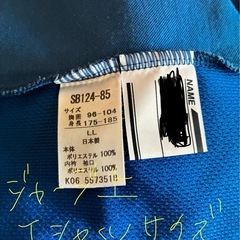 SB124-85
サイズ
胸囲 96-104
身長 175-185
LL
日本製
本体
ポリエステル 100%
内衿 袖口
ポリエステル 100%
K06 5573518
NAME
ジャージ上
Tシャツサイズ